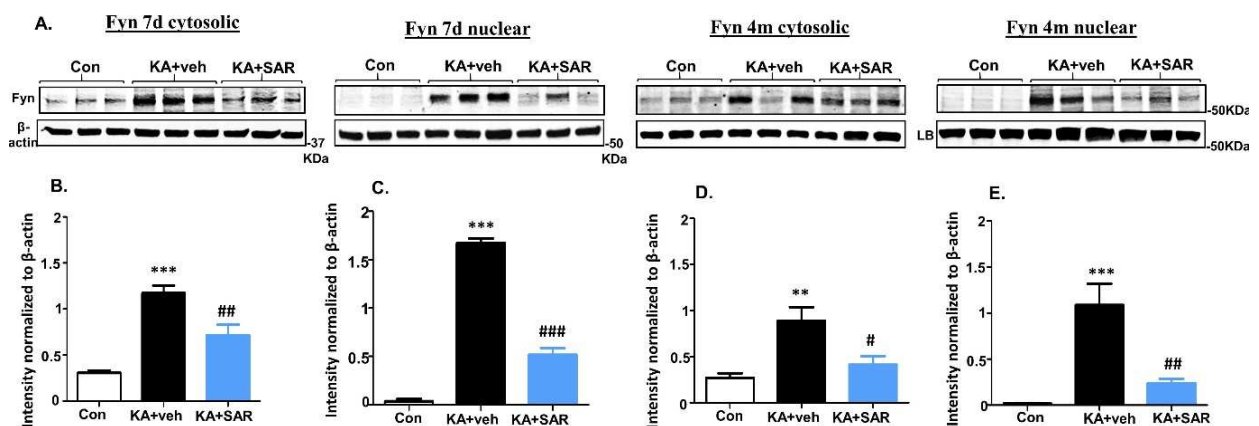 A.
Fyn 7d cytosolic
Fyn 7d nuclear
Fyn 4m cytosolic
Fyn 4m nuclear
Con KA+veh KA+SAR
Con KA+veh KA+SAR
Con KA+veh KA+SAR
Con KA+veh KA+SAR
Fyn
-50KDa
β-
actin
-37
KDa
-50
KDa
LB
-50KDa
B.
Intensity normalized to β-actin
2
1.5
1
0.5
0
***
##
Con KA+veh KA+SAR
C.
Intensity normalized to β-actin
2
1.5
1
0.5
0
***
###
Con KA+veh KA+SAR
D.
Intensity normalized to β-actin
2
1.5
1
0.5
0
**
#
Con KA+veh KA+SAR
E.
Intensity normalized to β-actin
2
1.5
1
0.5
0
***
##
Con KA+veh KA+SAR